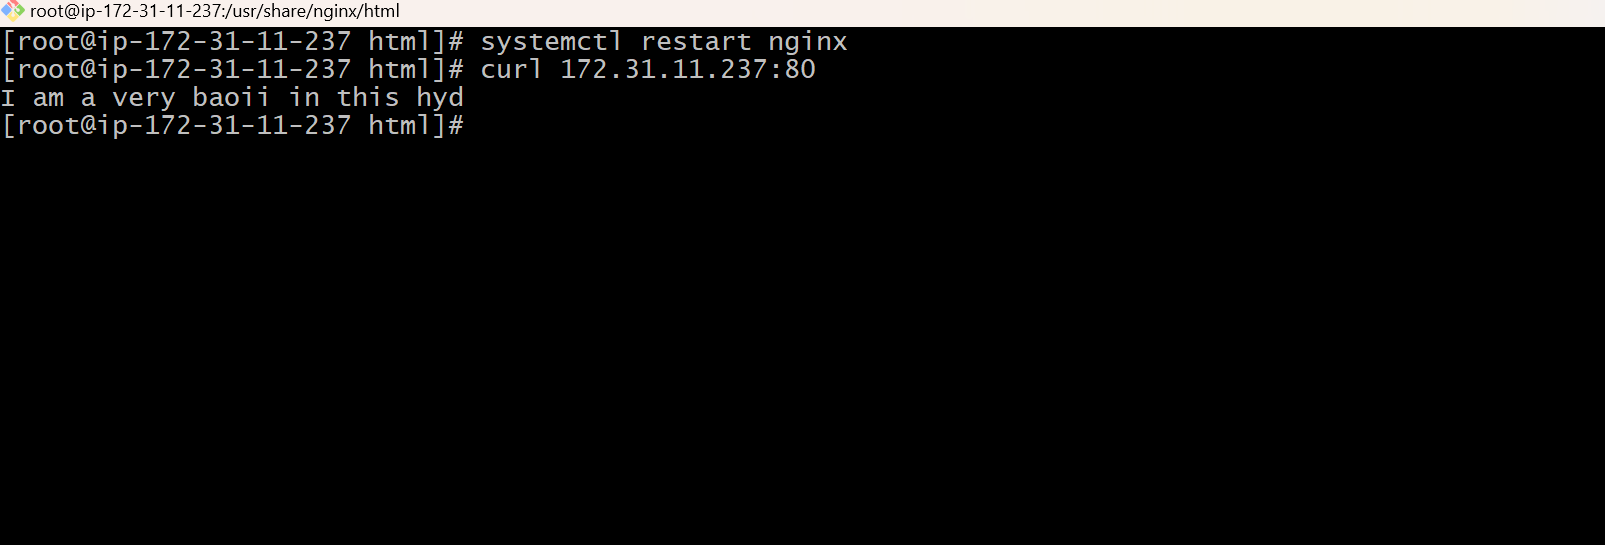 root@ip-172-31-11-237:/usr/share/nginx/html
[root@ip-172-31-11-237 html]# systemctl restart nginx
[root@ip-172-31-11-237 html]# curl 172.31.11.237:80
I am a very baoii in this hyd
[root@ip-172-31-11-237 html]#